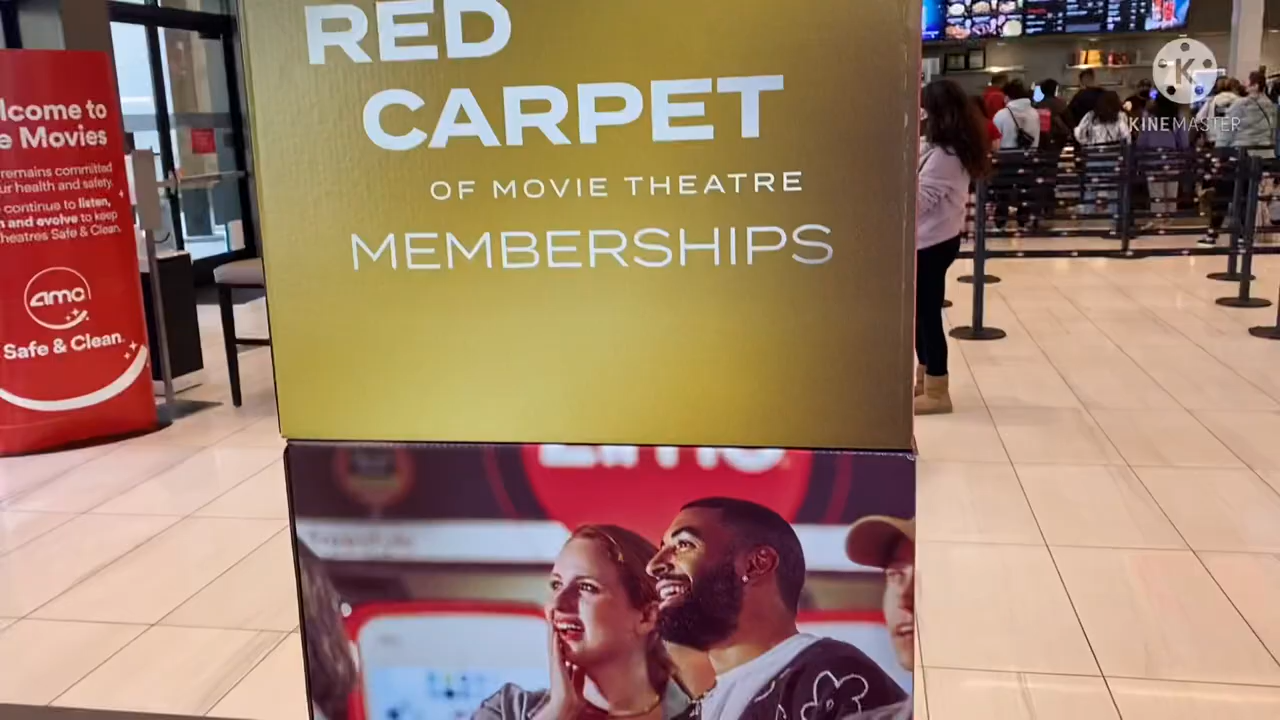 RED
CARPET
OF MOVIE THEATRE
MEMBERSHIPS
lcome to
e Movies
remains committed
ur health and safety.
continue to listen,
n and evolve to keep
heatres Safe & Clean.
amc
Safe & Clean.
amc
K
KINEMASTER